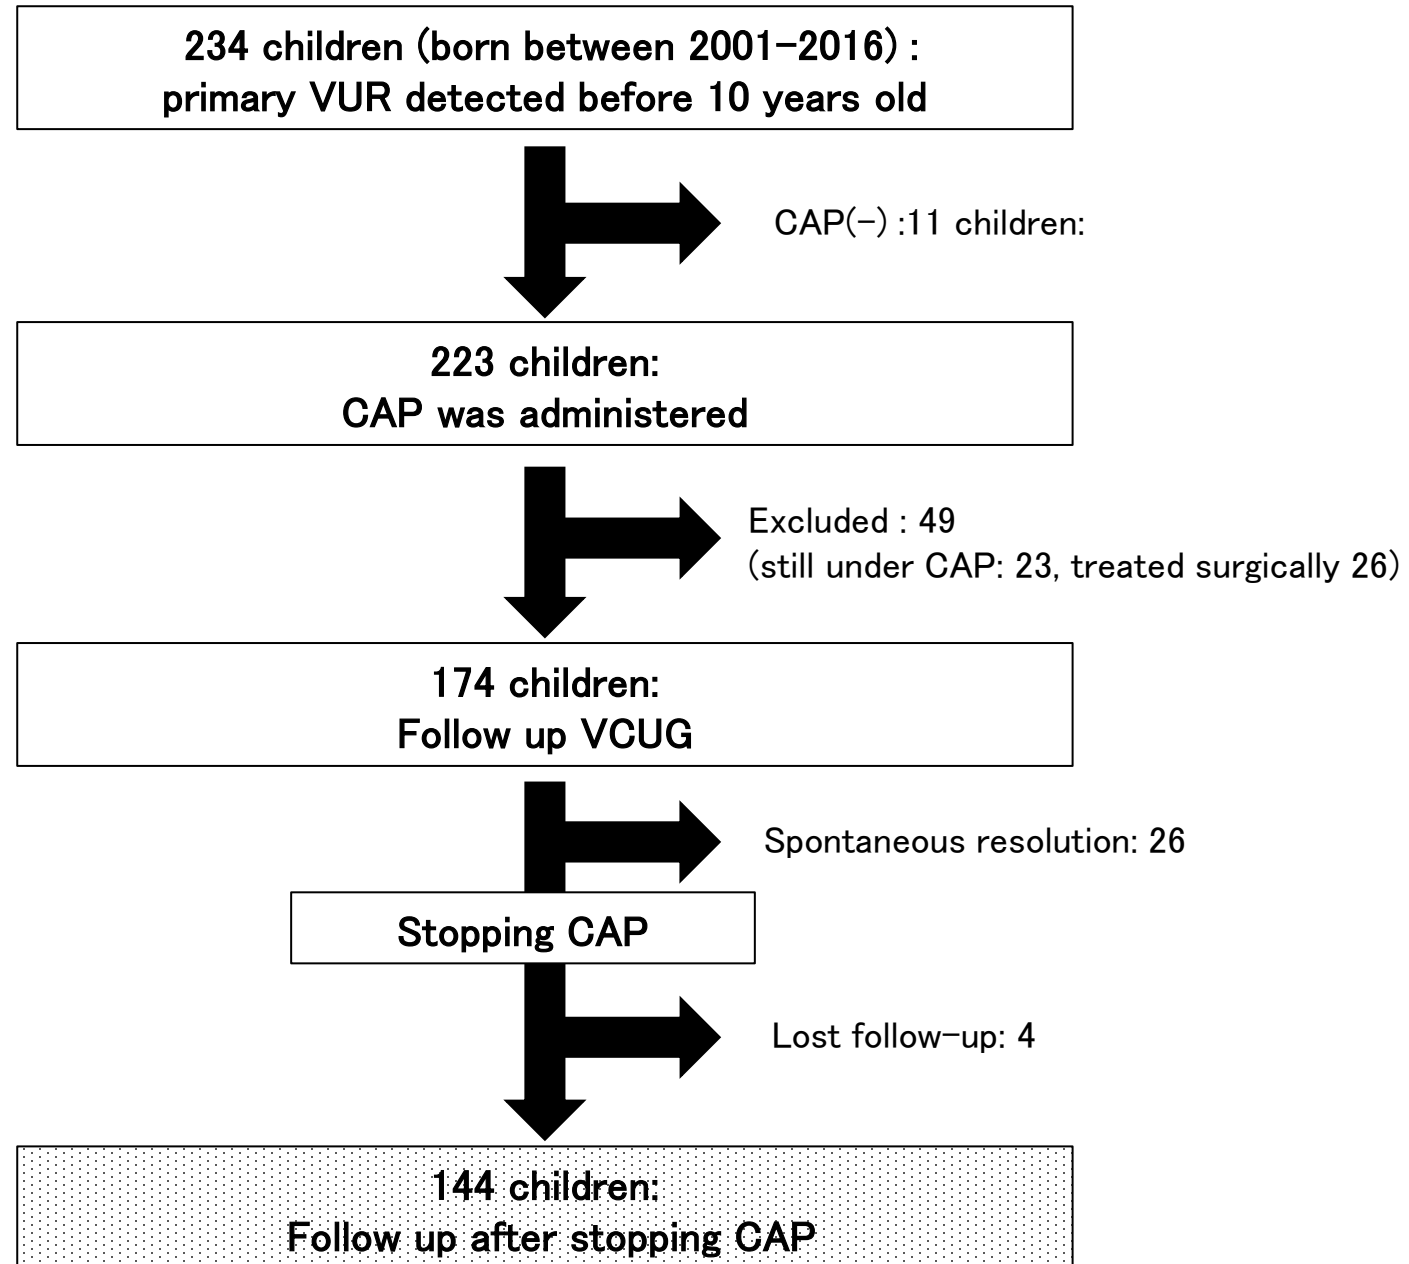 234 children (born between 2001-2016) :
primary VUR detected before 10 years old
CAP(-) :11 children:
223 children:
CAP was administered
Excluded : 49
(still under CAP: 23, treated surgically 26)
174 children:
Follow up VCUG
Spontaneous resolution: 26
Stopping CAP
Lost follow-up: 4
144 children:
Follow up after stopping CAP